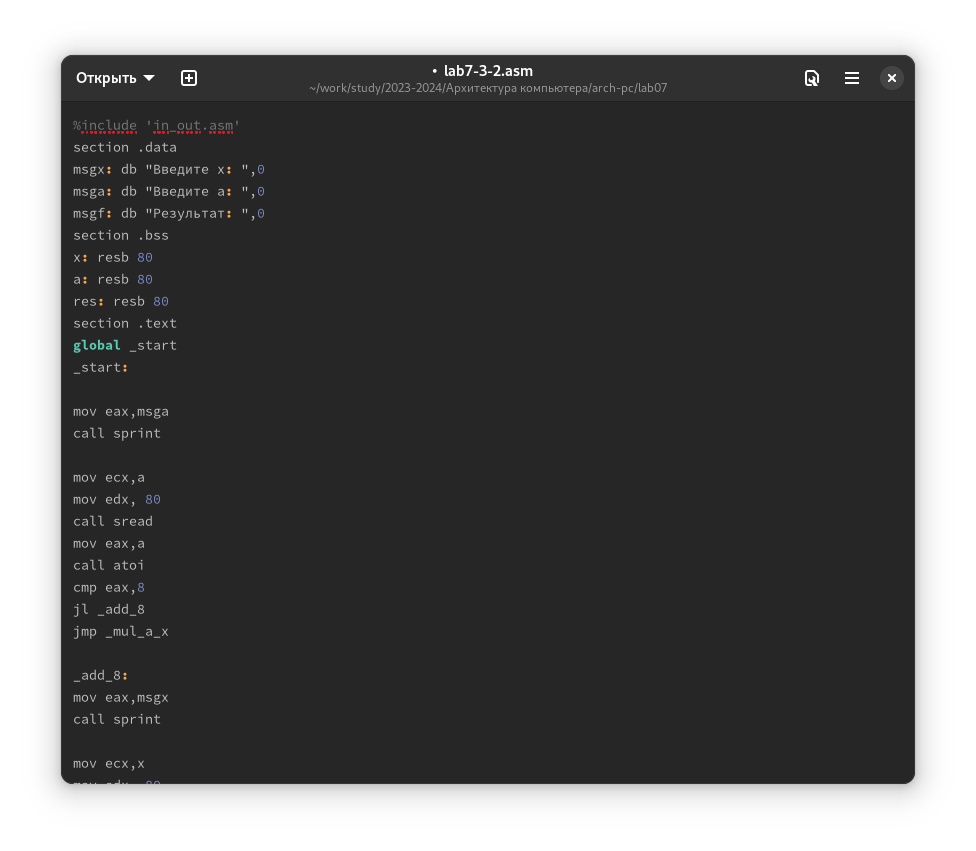 Открыть
• lab7-3-2.asm
~/work/study/2023-2024/Архитектура компьютера/arch-pc/lab07
%include 'in_out.asm'
section .data
msgx: db "Введите x: ",0
msga: db "Введите a: ",0
msgf: db "Результат: ",0
section .bss
x: resb 80
a: resb 80
res: resb 80
section .text
global _start
_start:
mov eax,msga
call sprint
mov ecx,a
mov edx, 80
call sread
mov eax,a
call atoi
cmp eax,8
jl _add_8
jmp _mul_a_x
_add_8:
mov eax,msgx
call sprint
mov ecx,x
mov edx, 80